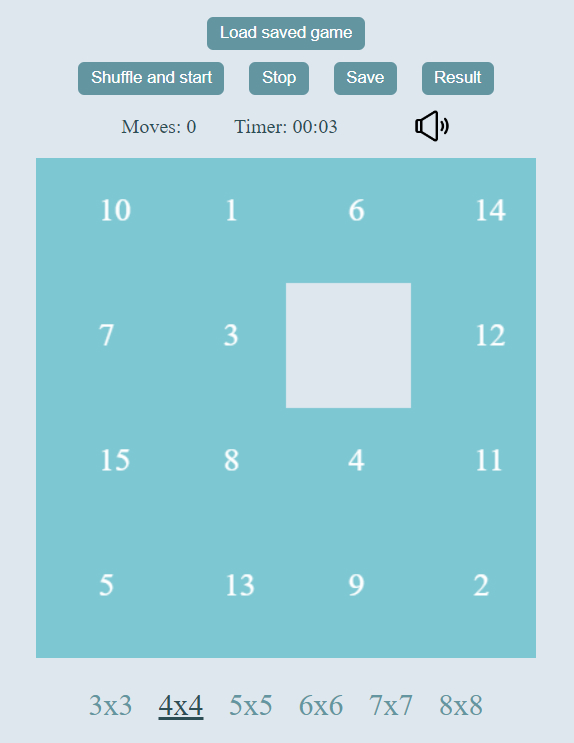 Load saved game
Shuffle and start Stop Save Result
Moves: 0 Timer: 00:03
10 1 6 14
7 3 12
15 8 4 11
5 13 9 2
3x3 4x4 5x5 6x6 7x7 8x8